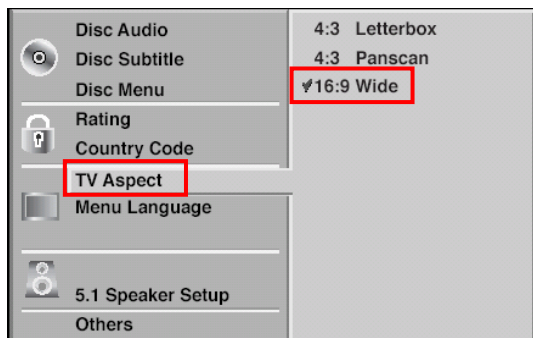 Disc Audio
Disc Subtitle
Disc Menu
Rating
Country Code
TV Aspect
Menu Language
5.1 Speaker Setup
Others
4:3 Letterbox
4:3 Panscan
✔16:9 Wide